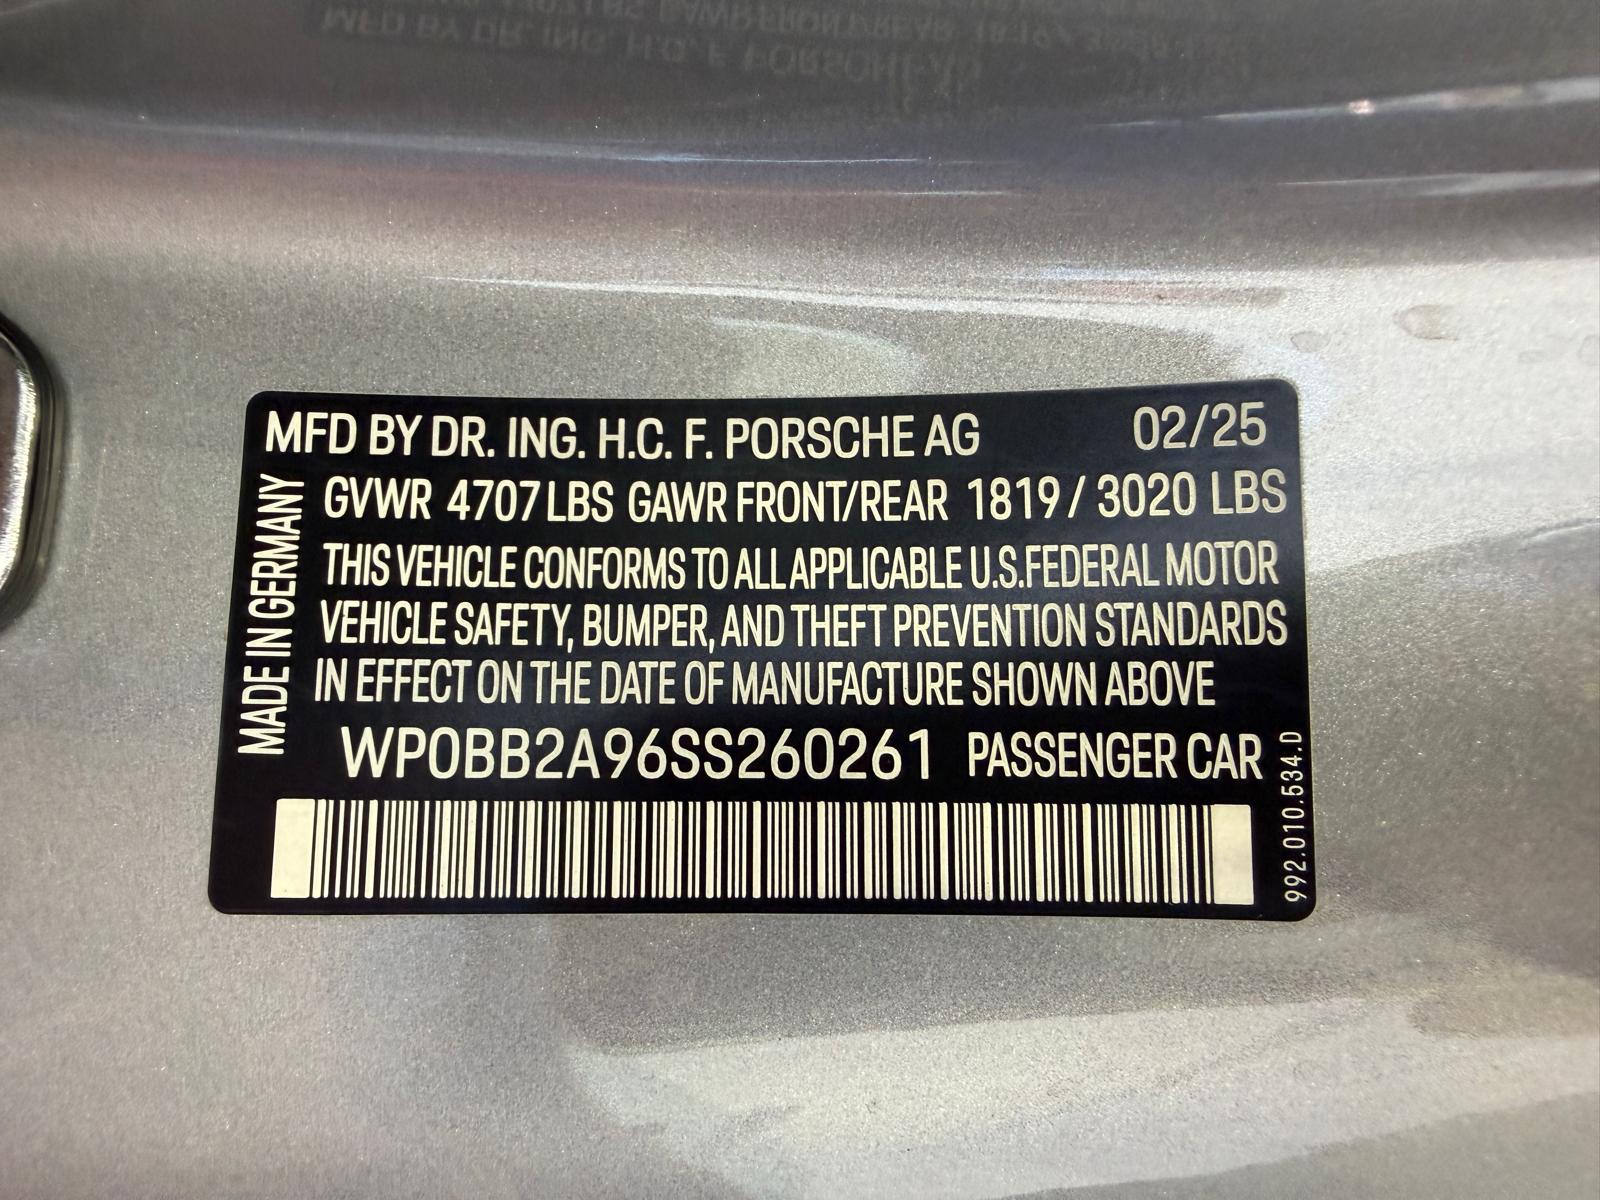 MFD BY DR. ING. H.C. F. PORSCHE AG 02/25
GVWR 4707 LBS GAWR FRONT/REAR 1819 / 3020 LBS
THIS VEHICLE CONFORMS TO ALL APPLICABLE U.S. FEDERAL MOTOR
VEHICLE SAFETY, BUMPER, AND THEFT PREVENTION STANDARDS
IN EFFECT ON THE DATE OF MANUFACTURE SHOWN ABOVE
WP0BB2A96SS260261 PASSENGER CAR
MADE IN GERMANY
992.010.534.D